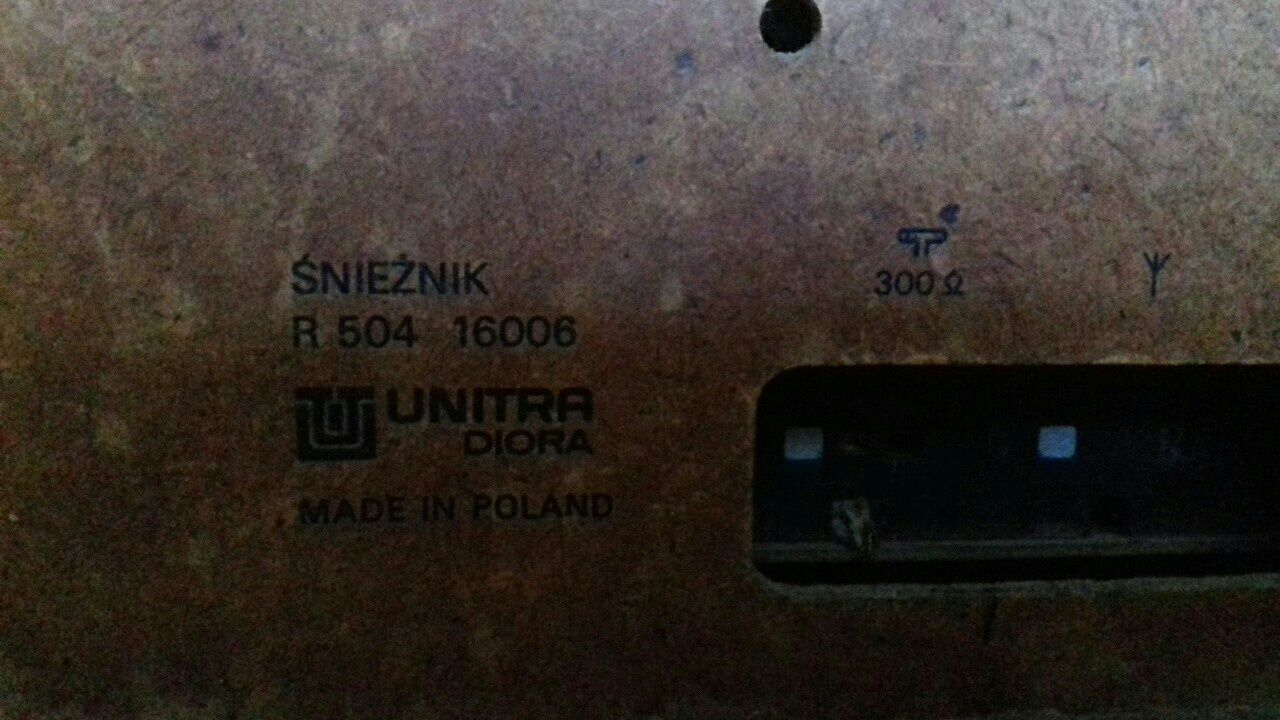 ŚNIEŻNIK
R 504 16006
UNITRA
DIORA
MADE IN POLAND
300 Ω